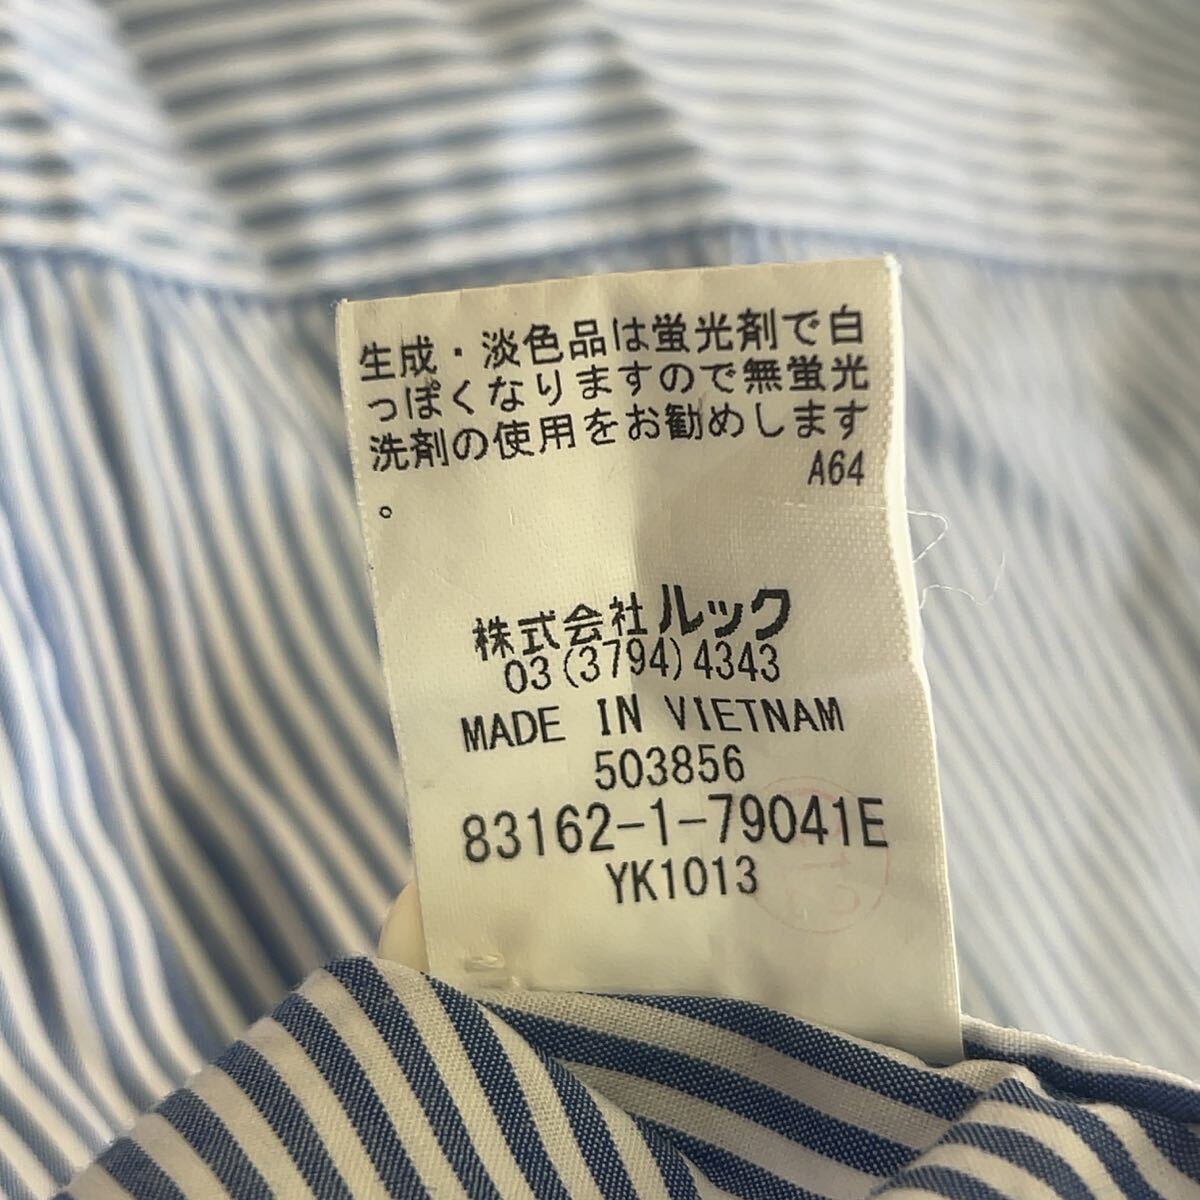 生成・淡色品は蛍光剤で白
っぽくなりますので無蛍光
洗剤の使用をお勧めします
。
A64
株式会社ルック
03(3794)4343
MADE IN VIETNAM
503856
83162-1-79041E
YK1013